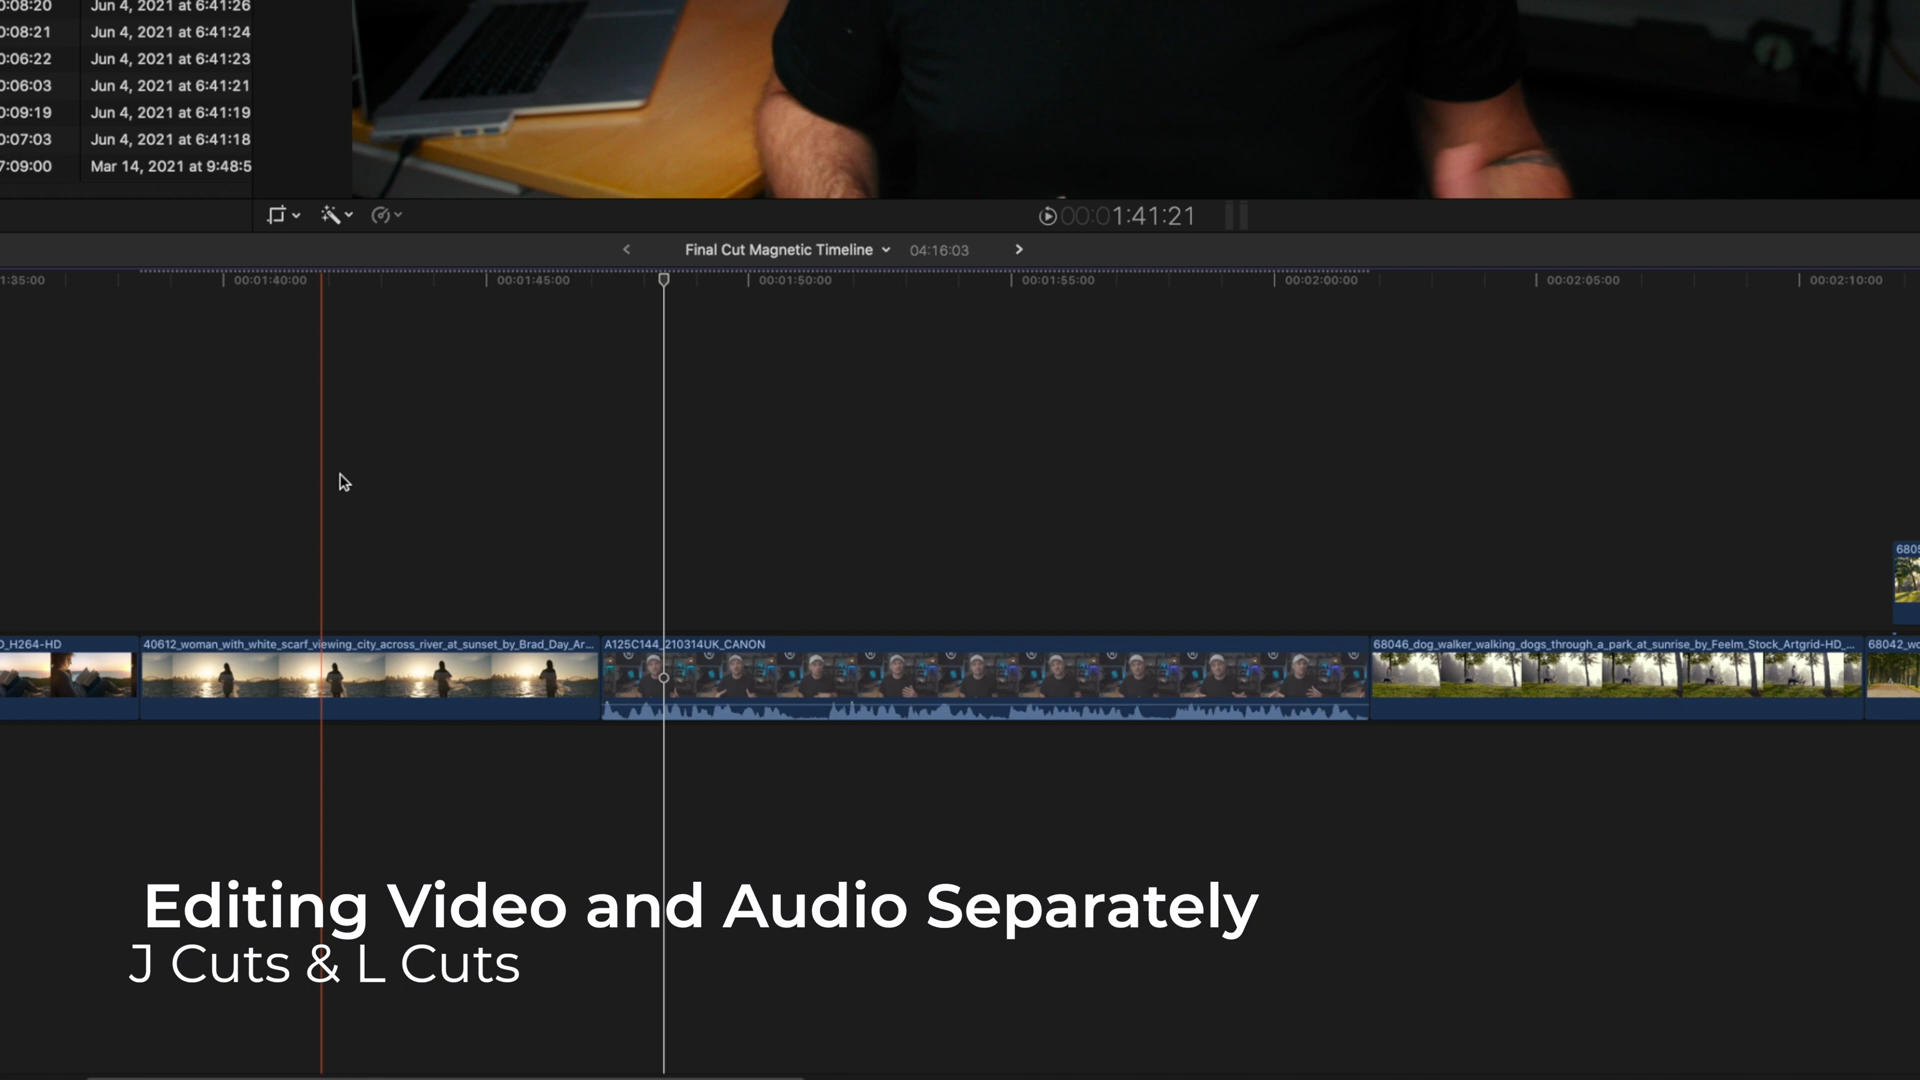 0:08:20 Jun 4, 2021 at 6:41:26
0:08:21 Jun 4, 2021 at 6:41:24
0:06:22 Jun 4, 2021 at 6:41:23
0:06:03 Jun 4, 2021 at 6:41:21
0:09:19 Jun 4, 2021 at 6:41:19
0:07:03 Jun 4, 2021 at 6:41:18
7:09:00 Mar 14, 2021 at 9:48:5
00:01:41:21
Final Cut Magnetic Timeline 04:16:03
1:35:00 00:01:40:00 00:01:45:00 00:01:50:00 00:01:55:00 00:02:00:00 00:02:05:00 00:02:10:00
680
D_H264-HD 40612_woman_with_white_scarf_viewing_city_across_river_at_sunset_by_Brad_Day_Ar... A125C144_210314UK_CANON 68046_dog_walker_walking_dogs_through_a_park_at_sunrise_by_Feelm_Stock_Artgrid-HD_... 68042_wo
Editing Video and Audio Separately
J Cuts & L Cuts